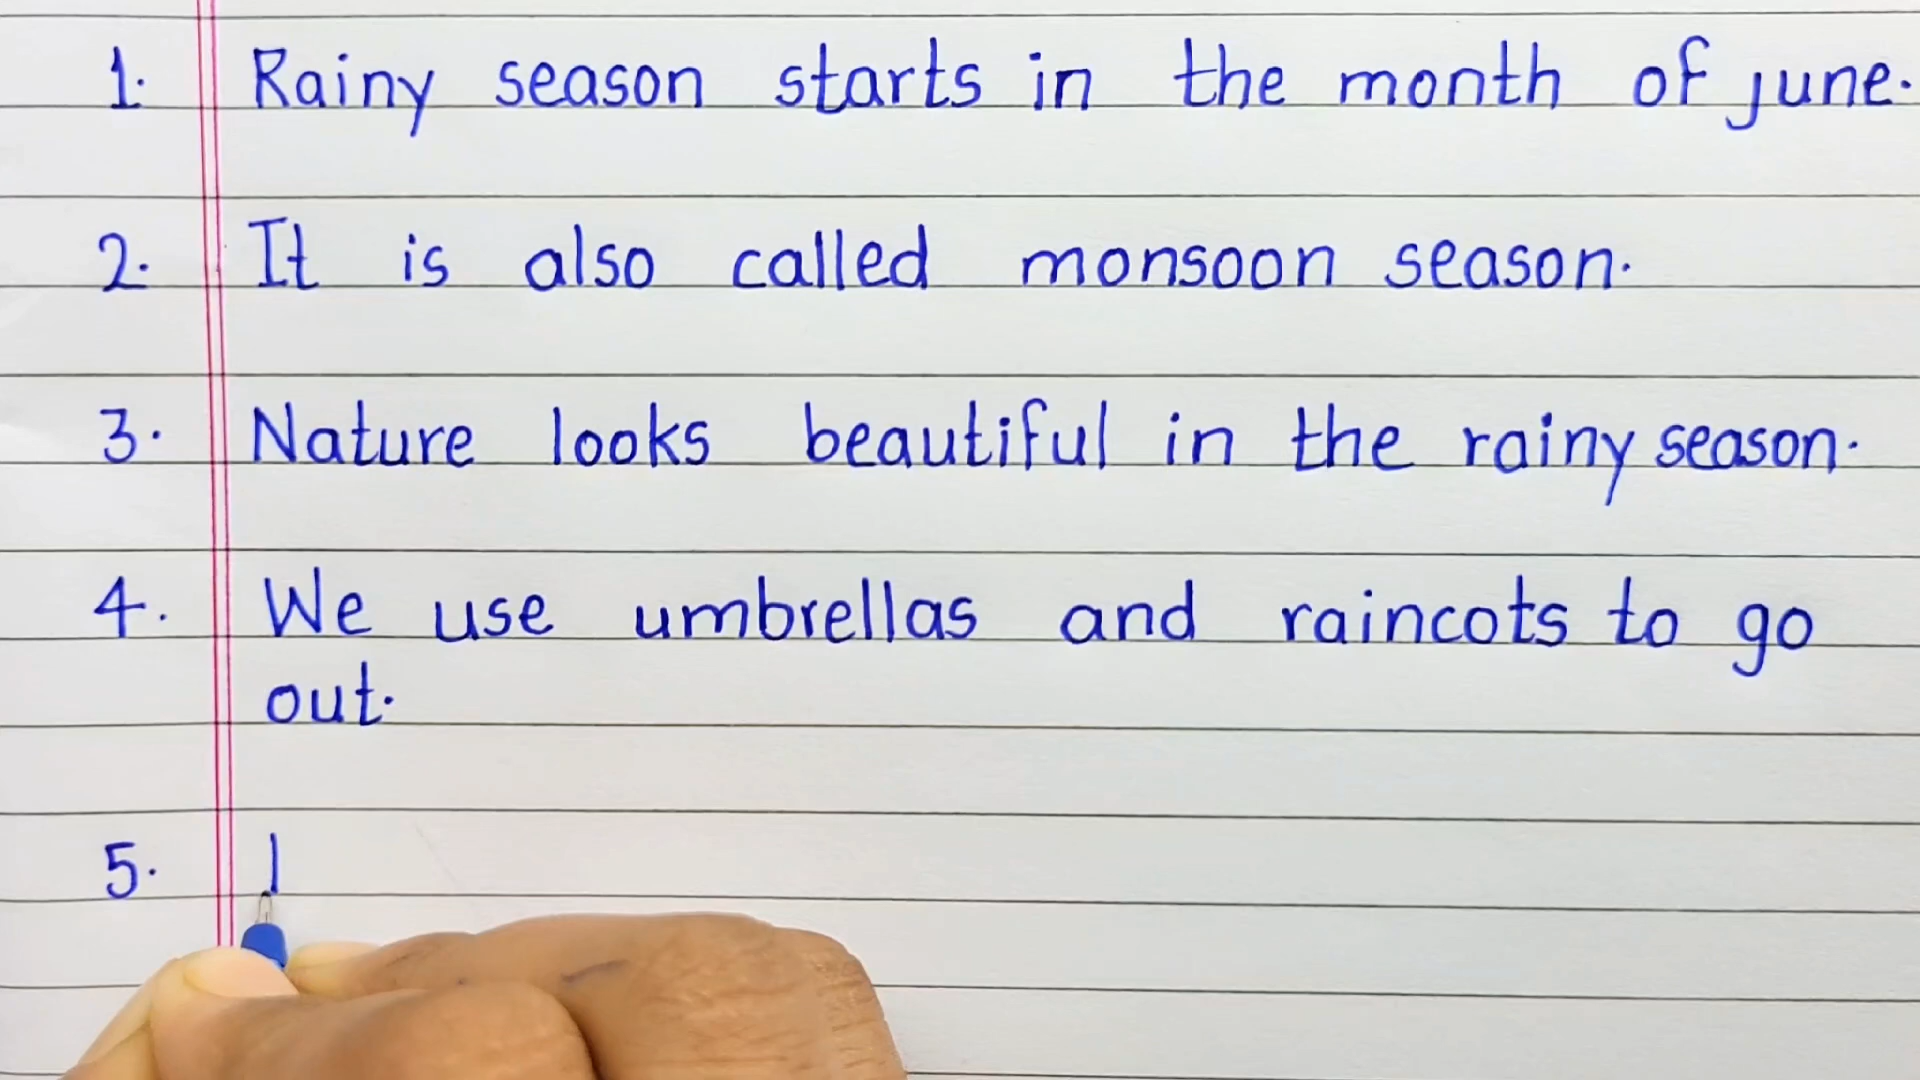 1. Rainy season starts in the month of june.
2. It is also called monsoon season.
3. Nature looks beautiful in the rainy season.
4. We use umbrellas and raincots to go
out.
5.